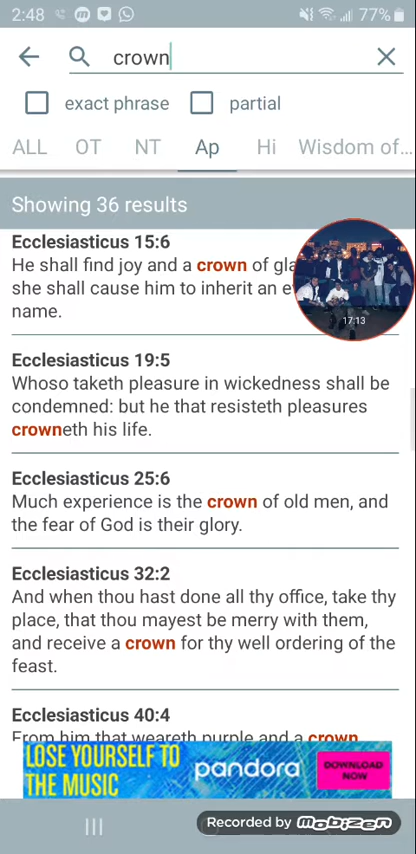 2:48 77%
crown
exact phrase partial
ALL OT NT Ap Hi Wisdom of...
Showing 36 results
Ecclesiasticus 15:6
He shall find joy and a crown of gla
she shall cause him to inherit an e
name.
17:13
Ecclesiasticus 19:5
Whoso taketh pleasure in wickedness shall be
condemned: but he that resisteth pleasures
crowneth his life.
Ecclesiasticus 25:6
Much experience is the crown of old men, and
the fear of God is their glory.
Ecclesiasticus 32:2
And when thou hast done all thy office, take thy
place, that thou mayest be merry with them,
and receive a crown for thy well ordering of the
feast.
Ecclesiasticus 40:4
From him that weareth purple and a crown
LOSE YOURSELF TO
THE MUSIC
pandora
DOWNLOAD
NOW
Recorded by mobizen